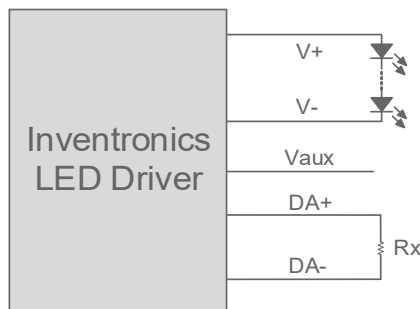 V+
V-
Inventronics
LED Driver
Vaux
DA+
Rx
DA-